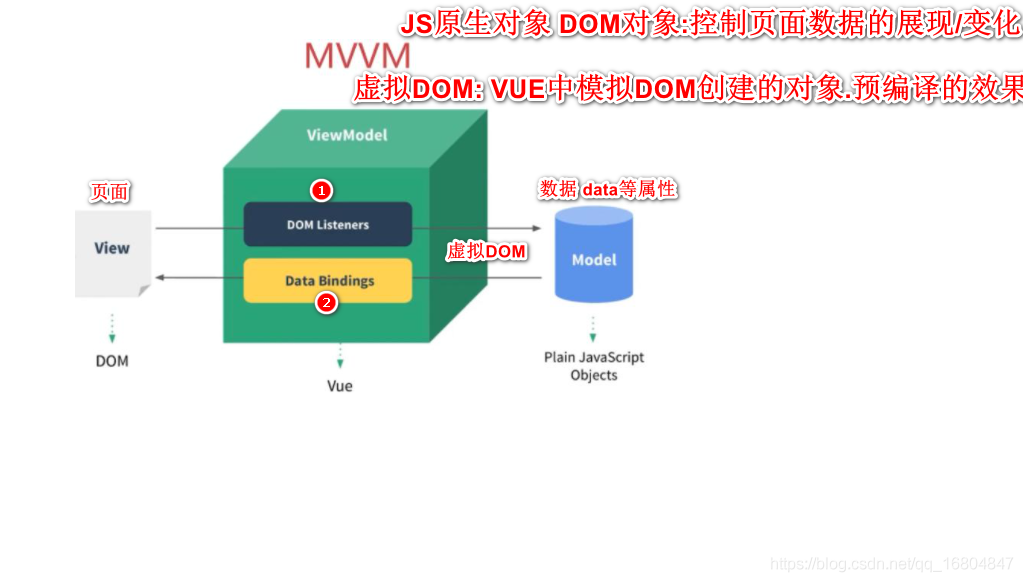 JS原生对象 DOM对象:控制页面数据的展现/变化
MVVM
虚拟DOM: VUE中模拟DOM创建的对象.预编译的效果
ViewModel
页面
1
数据 data等属性
DOM Listeners
View
虚拟DOM
Model
Data Bindings
2
DOM
Plain JavaScript
Objects
Vue
https://blog.csdn.net/qq_16804847